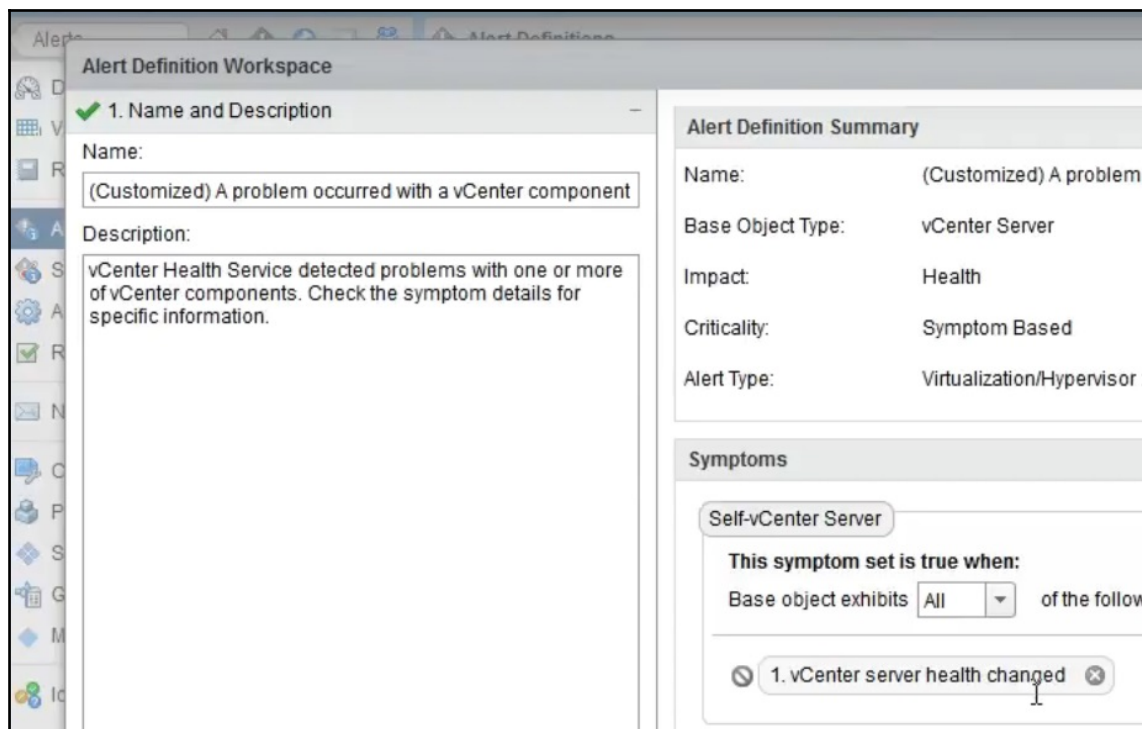 Alerts
Alert Definitions
Alert Definition Workspace
1. Name and Description
Name:
(Customized) A problem occurred with a vCenter component
Description:
vCenter Health Service detected problems with one or more
of vCenter components. Check the symptom details for
specific information.
Alert Definition Summary
Name: (Customized) A problem
Base Object Type: vCenter Server
Impact: Health
Criticality: Symptom Based
Alert Type: Virtualization/Hypervisor
Symptoms
Self-vCenter Server
This symptom set is true when:
Base object exhibits All of the follow
1. vCenter server health changed
D
V
R
A
S
A
R
N
C
P
S
G
M
Ic